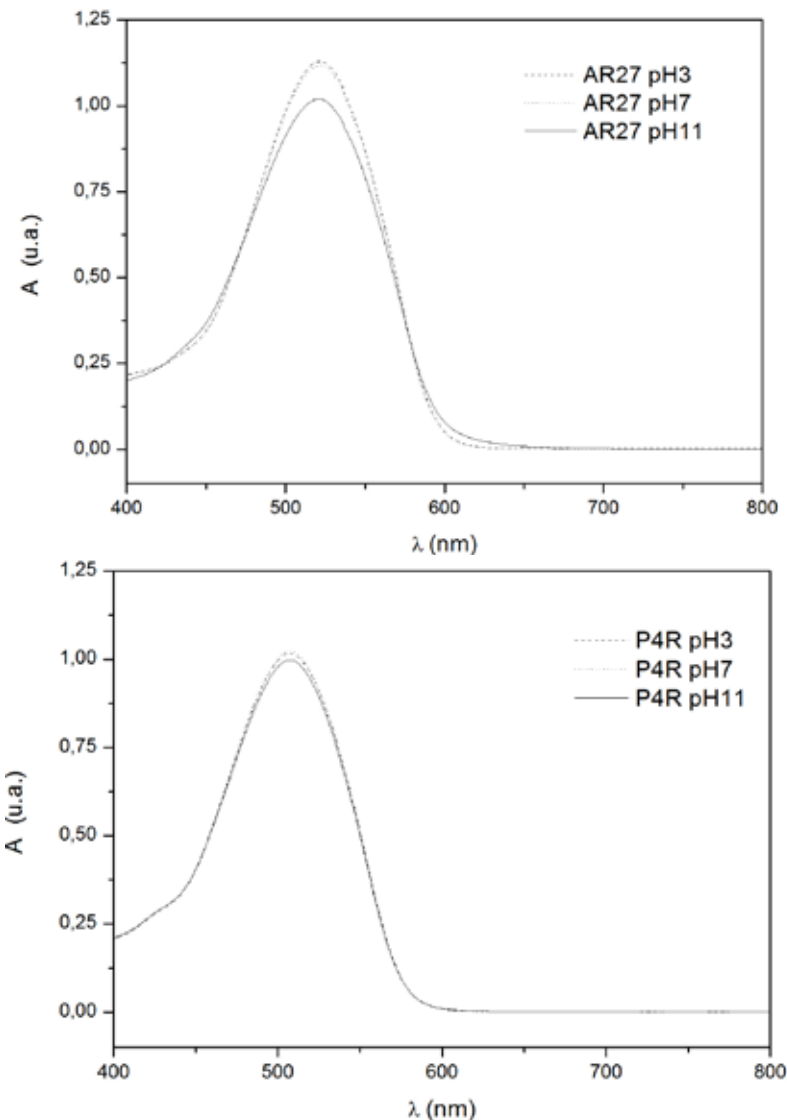 1,25
1,00
0,75
0,50
0,25
0,00
A (u.a.)
AR27 pH3
AR27 pH7
AR27 pH11
400 500 600 700 800
λ (nm)
1,25
1,00
0,75
0,50
0,25
0,00
A (u.a.)
P4R pH3
P4R pH7
P4R pH11
400 500 600 700 800
λ (nm)